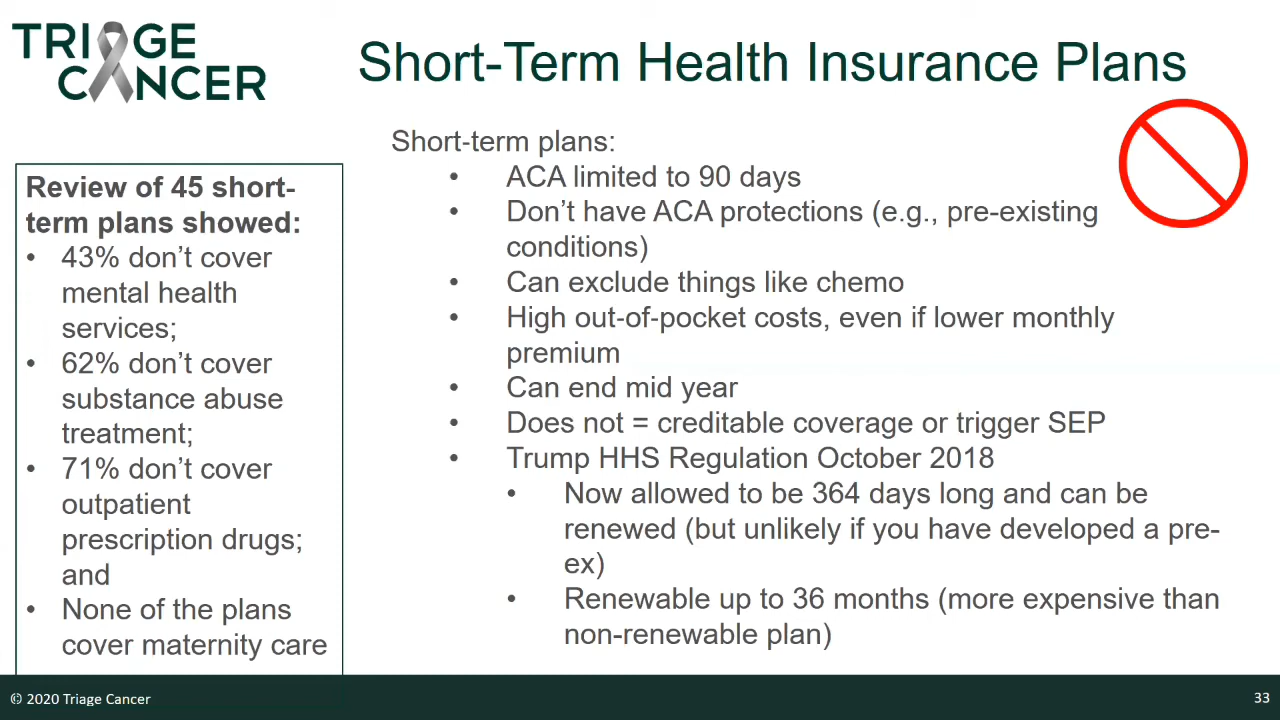 TRIAGE
CANCER
Short-Term Health Insurance Plans
Review of 45 short-
term plans showed:
• 43% don’t cover
mental health
services;
• 62% don’t cover
substance abuse
treatment;
• 71% don’t cover
outpatient
prescription drugs;
and
• None of the plans
cover maternity care
Short-term plans:
• ACA limited to 90 days
• Don’t have ACA protections (e.g., pre-existing
conditions)
• Can exclude things like chemo
• High out-of-pocket costs, even if lower monthly
premium
• Can end mid year
• Does not = creditable coverage or trigger SEP
• Trump HHS Regulation October 2018
• Now allowed to be 364 days long and can be
renewed (but unlikely if you have developed a pre-
ex)
• Renewable up to 36 months (more expensive than
non-renewable plan)
© 2020 Triage Cancer
33